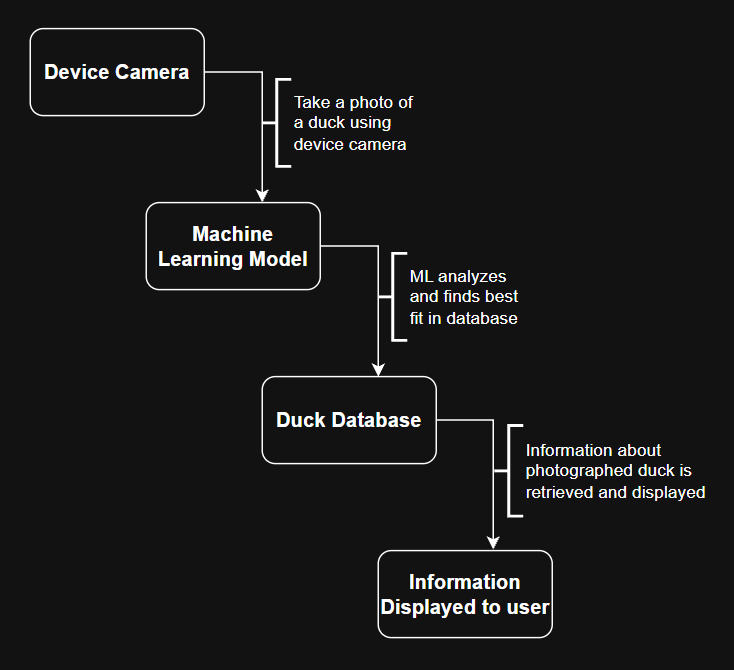 Device Camera
Take a photo of
a duck using
device camera
Machine
Learning Model
ML analyzes
and finds best
fit in database
Duck Database
Information about
photographed duck is
retrieved and displayed
Information
Displayed to user